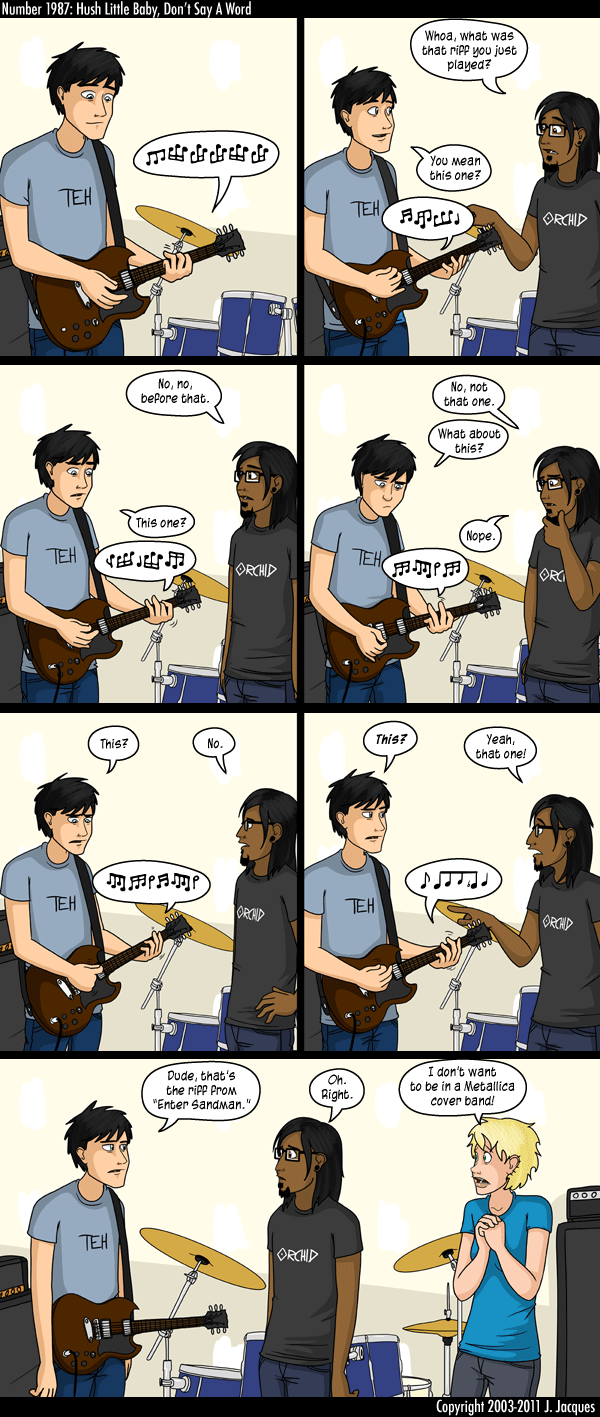 Number 1987: Hush Little Baby, Don't Say A Word
TEH
Whoa, what was
that riff you just
played?
You mean
this one?
TEH
ORCHID
No, no,
before that.
This one?
TEH
ORCHID
No, not
that one.
What about
this?
Nope.
TEH
ORCI
This?
No.
TEH
ORCHID
This?
Yeah,
that one!
TEH
ORCHID
Dude, that's
the riff from
"Enter Sandman."
Oh.
Right.
I don't want
to be in a Metallica
cover band!
TEH
ORCHID
Copyright 2003-2011 J. Jacques